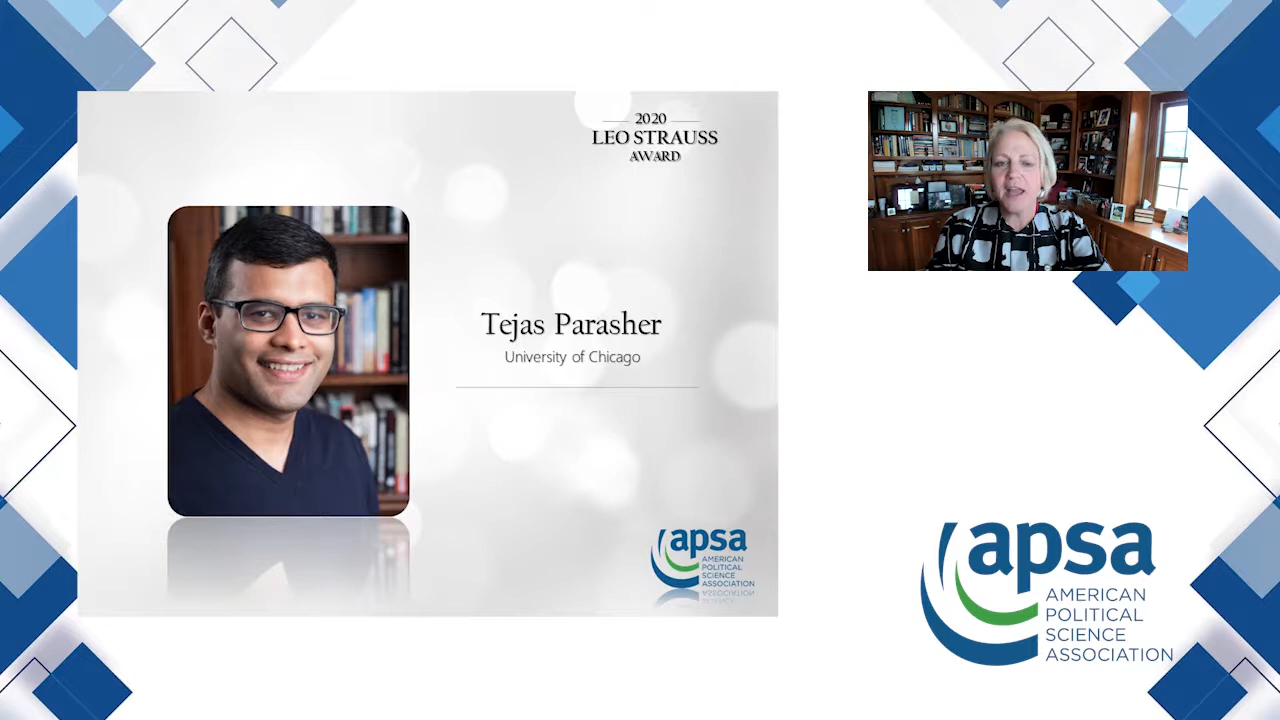 2020
LEO STRAUSS
AWARD
Tejas Parasher
University of Chicago
apsa
AMERICAN
POLITICAL
SCIENCE
ASSOCIATION
apsa
AMERICAN
POLITICAL
SCIENCE
ASSOCIATION